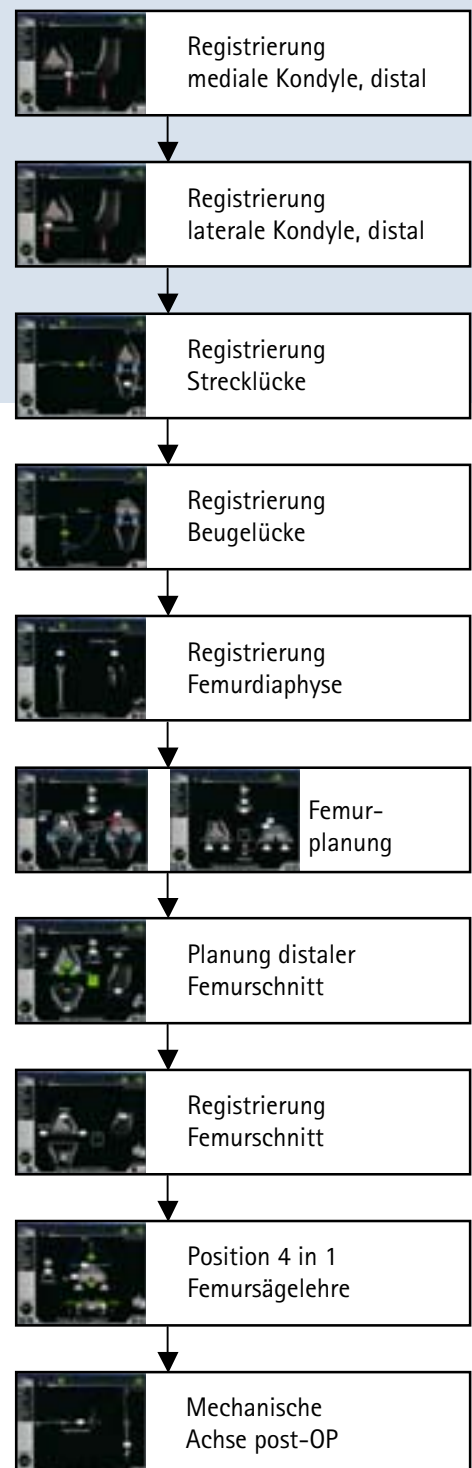 Registrierung
mediale Kondyle, distal
Registrierung
laterale Kondyle, distal
Registrierung
Strecklücke
Registrierung
Beugelücke
Registrierung
Femurdiaphyse
Femur-
planung
Planung distaler
Femurschnitt
Registrierung
Femurschnitt
Position 4 in 1
Femursägelehre
Mechanische
Achse post-OP